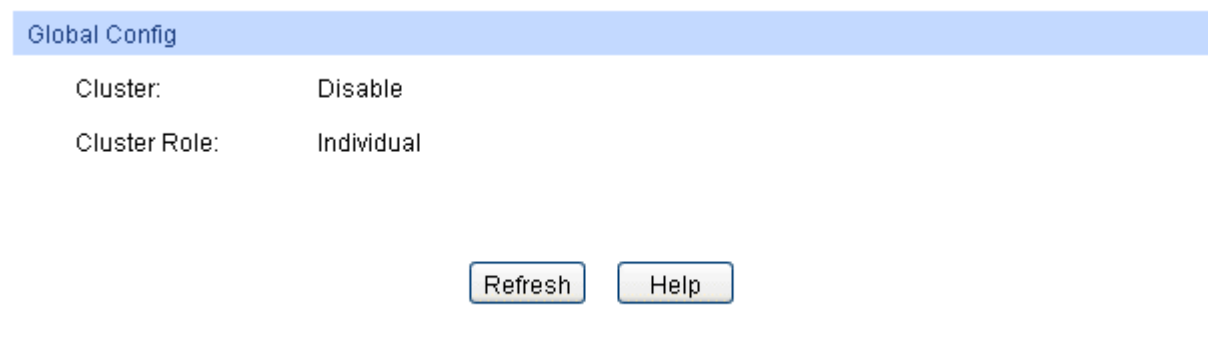 Global Config
Cluster: Disable
Cluster Role: Individual
Refresh Help